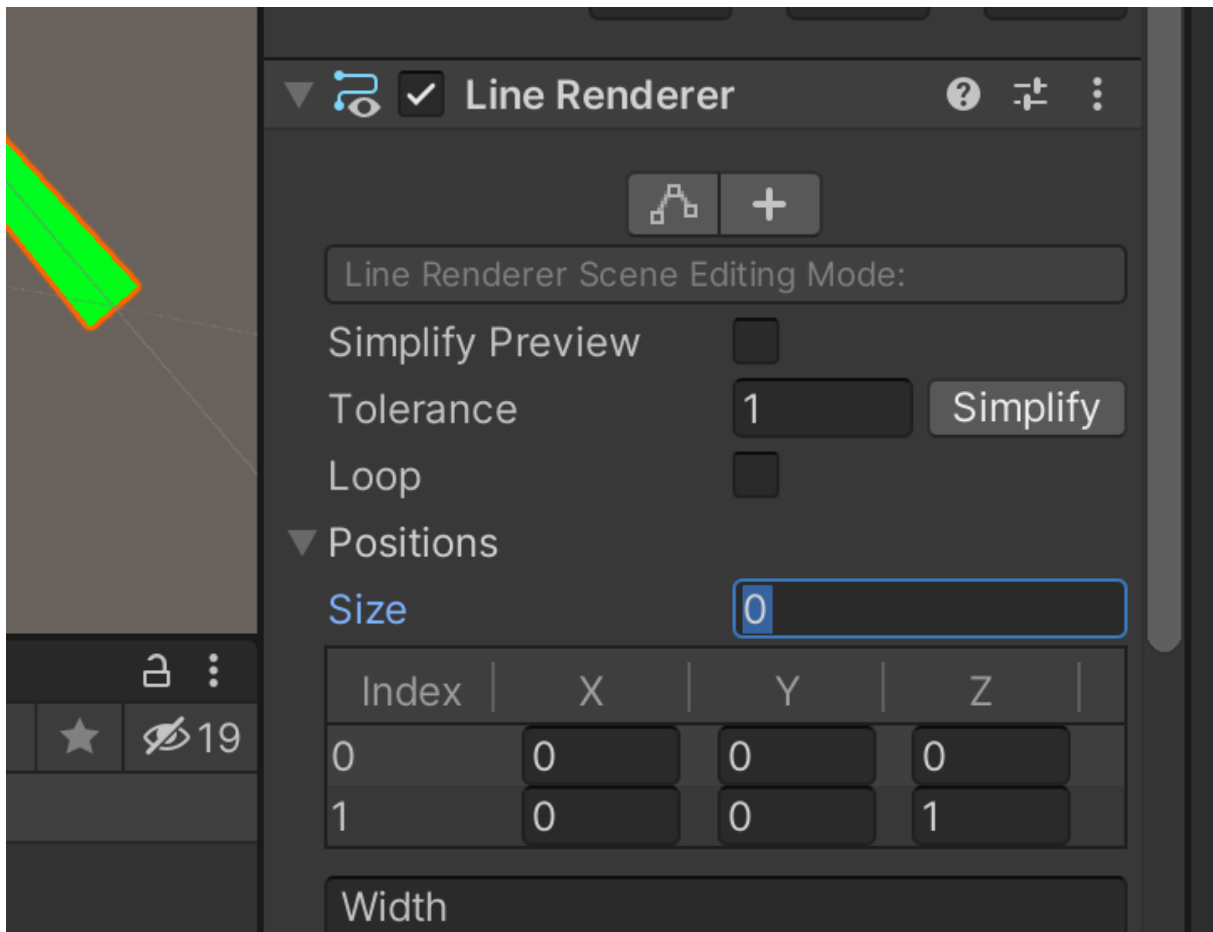 Line Renderer
Line Renderer Scene Editing Mode:
Simplify Preview
Tolerance 1 Simplify
Loop
Positions
Size 0
Index X Y Z
0 0 0 0
1 0 0 1
Width
19